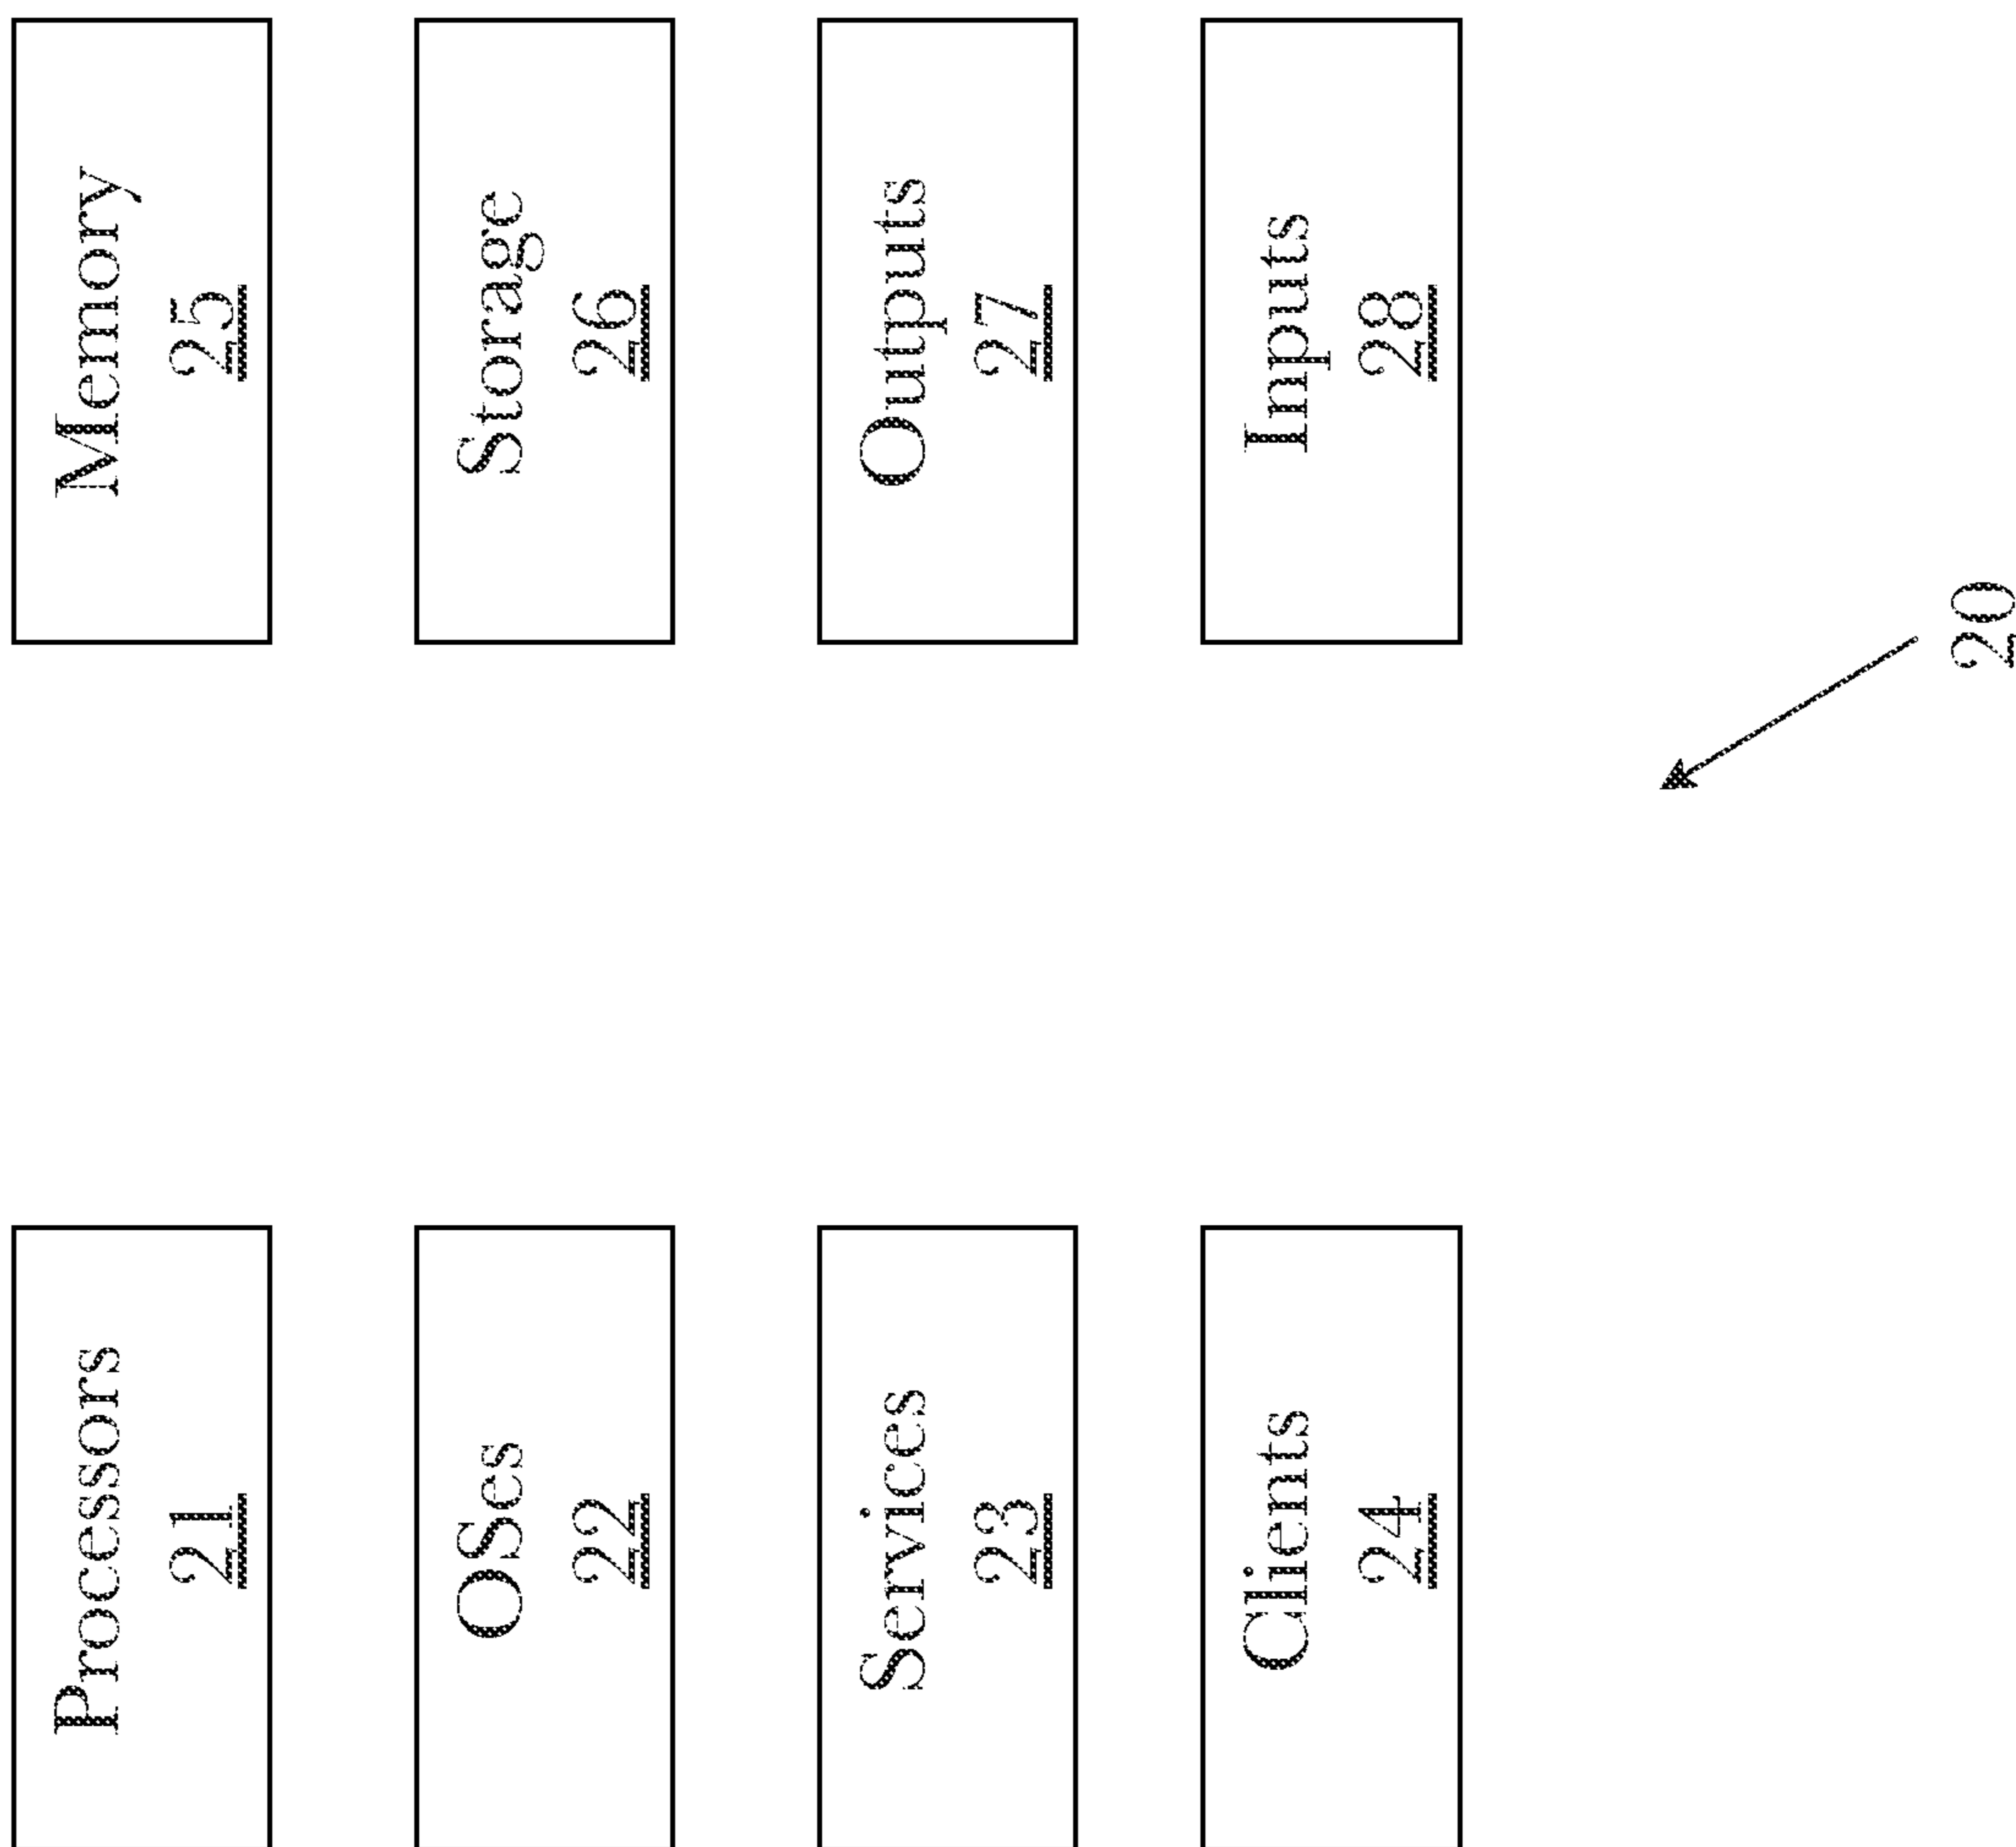 Processors
21
Memory
25
OSes
22
Storage
26
Services
23
Outputs
27
Clients
24
Inputs
28
20